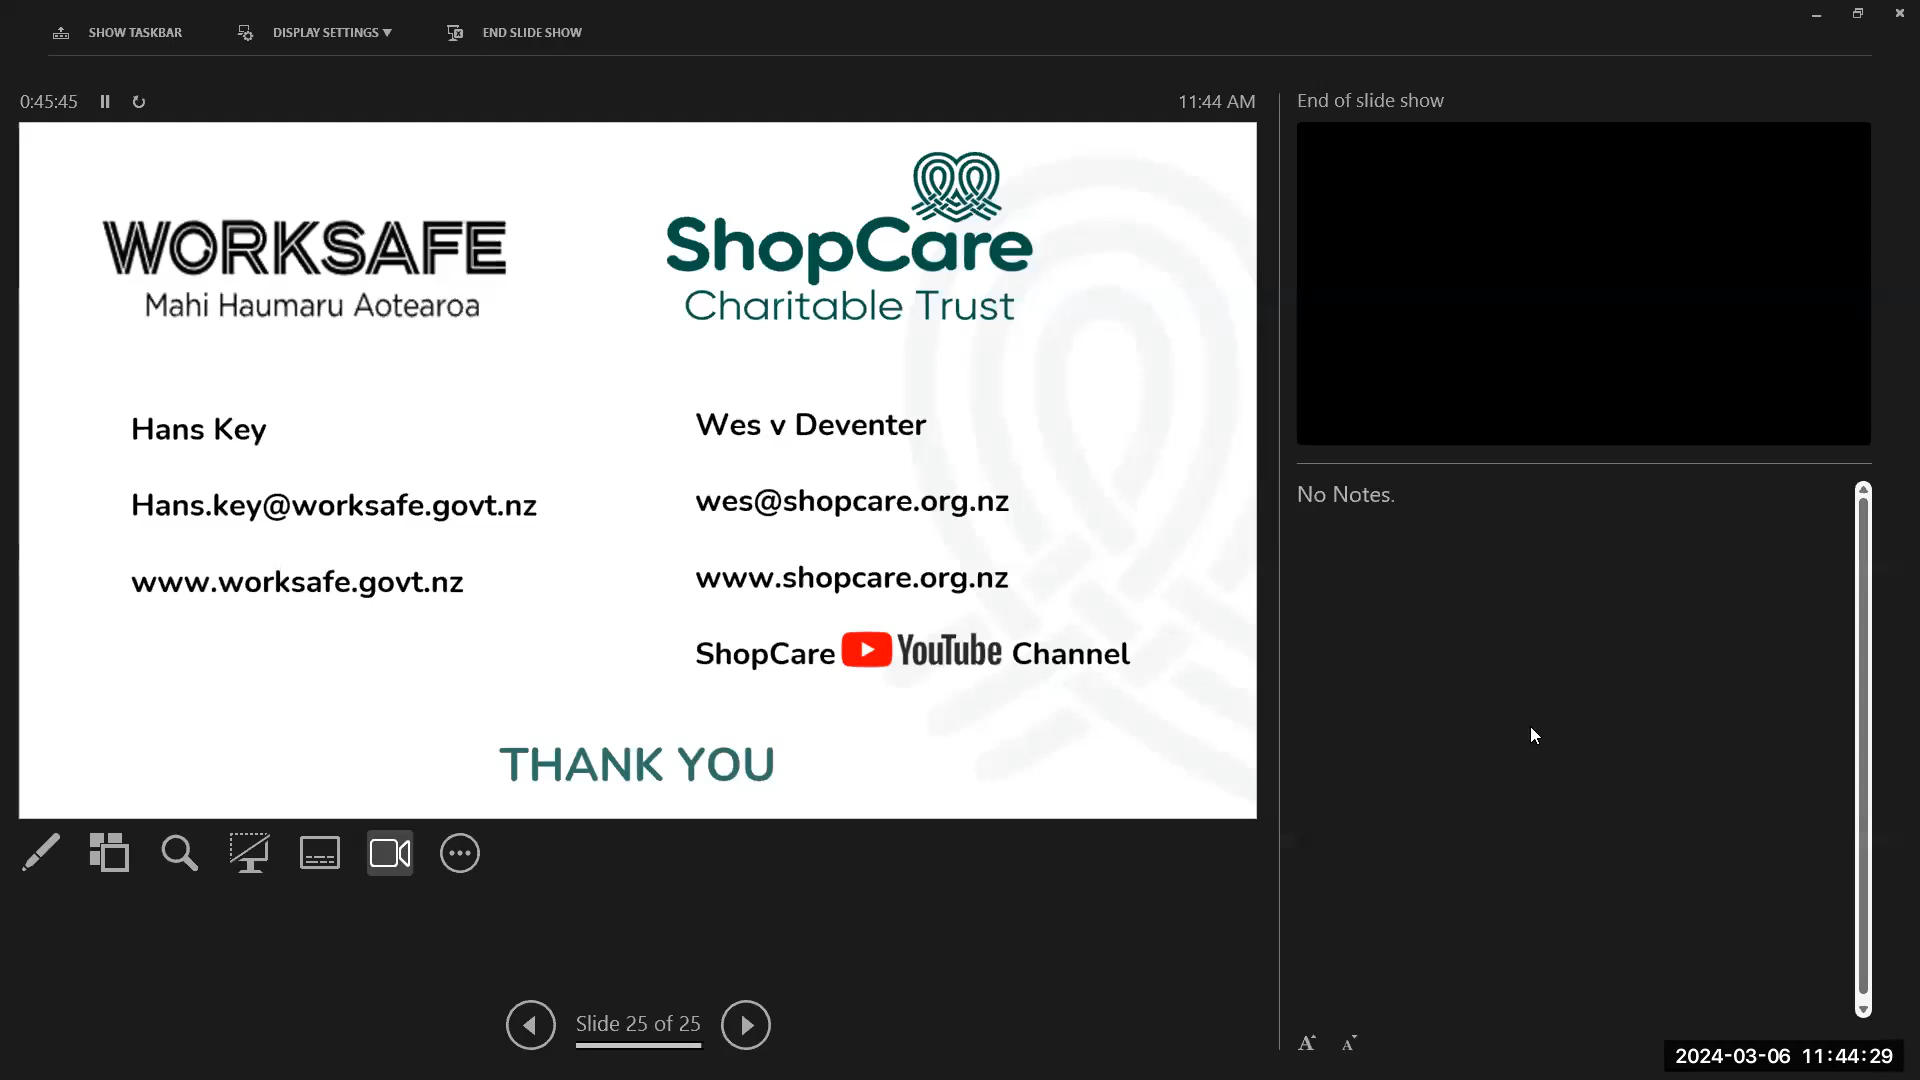 SHOW TASKBAR
DISPLAY SETTINGS ▼
END SLIDE SHOW
0:45:45
11:44 AM
End of slide show
WORKSAFE
Mahi Haumaru Aotearoa
ShopCare
Charitable Trust
Hans Key
Hans.key@worksafe.govt.nz
www.worksafe.govt.nz
Wes v Deventer
wes@shopcare.org.nz
www.shopcare.org.nz
ShopCare YouTube Channel
THANK YOU
No Notes.
Slide 25 of 25
A A
2024-03-06 11:44:29